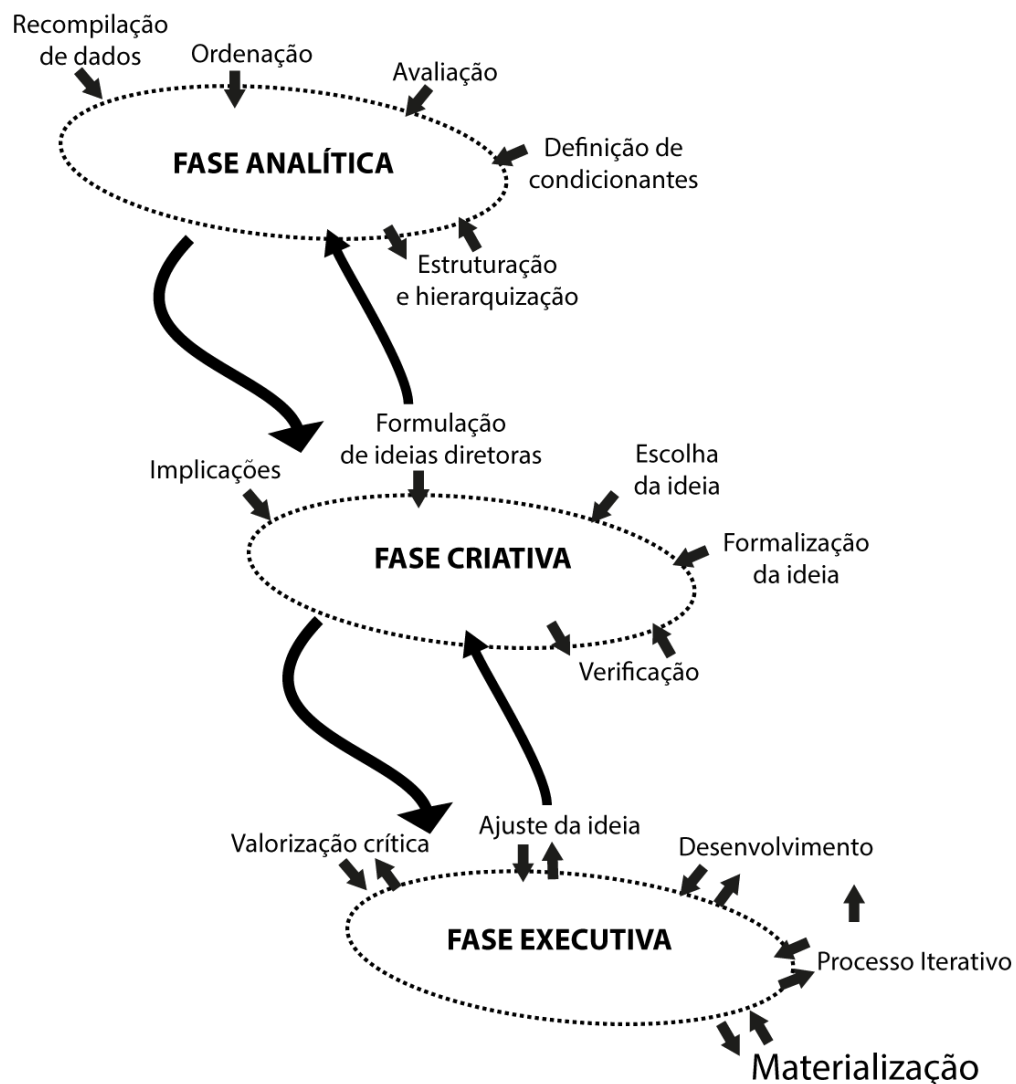 Recompilação
de dados
Ordenação
Avaliação
FASE ANALÍTICA
Definição de
condicionantes
Estruturação
e hierarquização
Formulação
de ideias diretoras
Implicações
Escolha
da ideia
FASE CRIATIVA
Formalização
da ideia
Verificação
Valorização crítica
Ajuste da ideia
Desenvolvimento
FASE EXECUTIVA
Processo Iterativo
Materialização